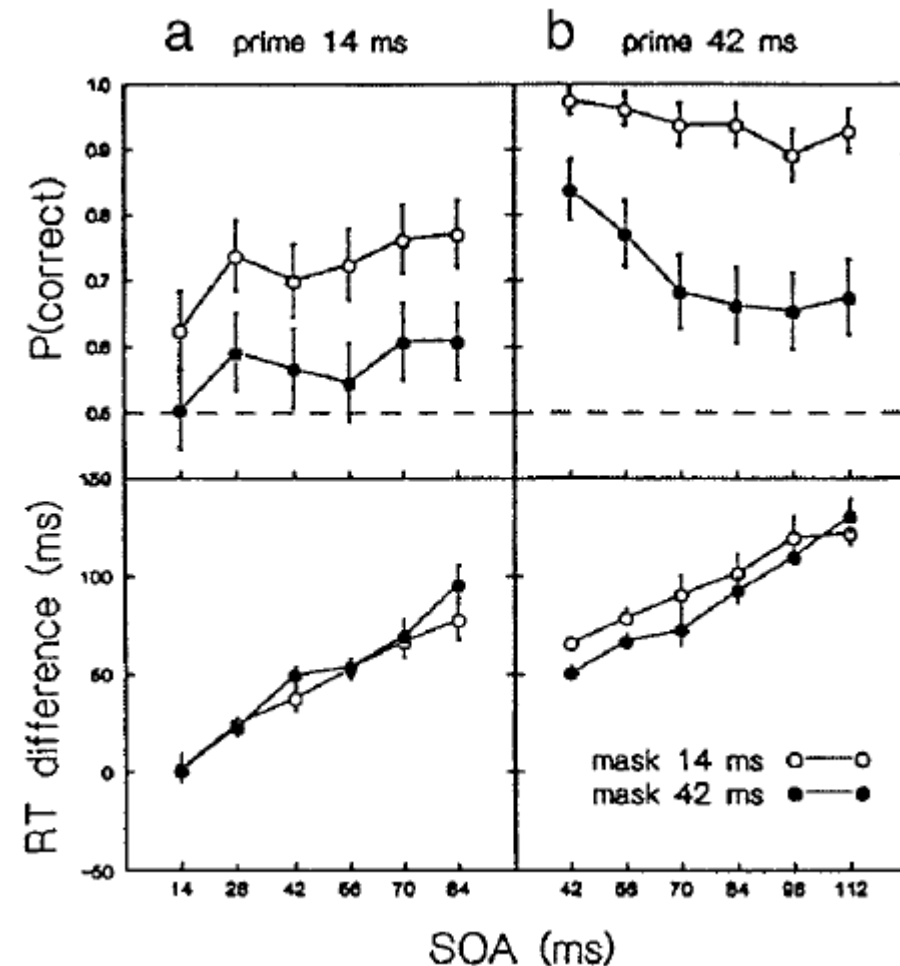 a prime 14 ms
b prime 42 ms
P(correct)
1.0
0.9
0.8
0.7
0.6
0.5
RT difference (ms)
150
100
50
0
-50
mask 14 ms
mask 42 ms
14 28 42 56 70 84
42 56 70 84 98 112
SOA (ms)